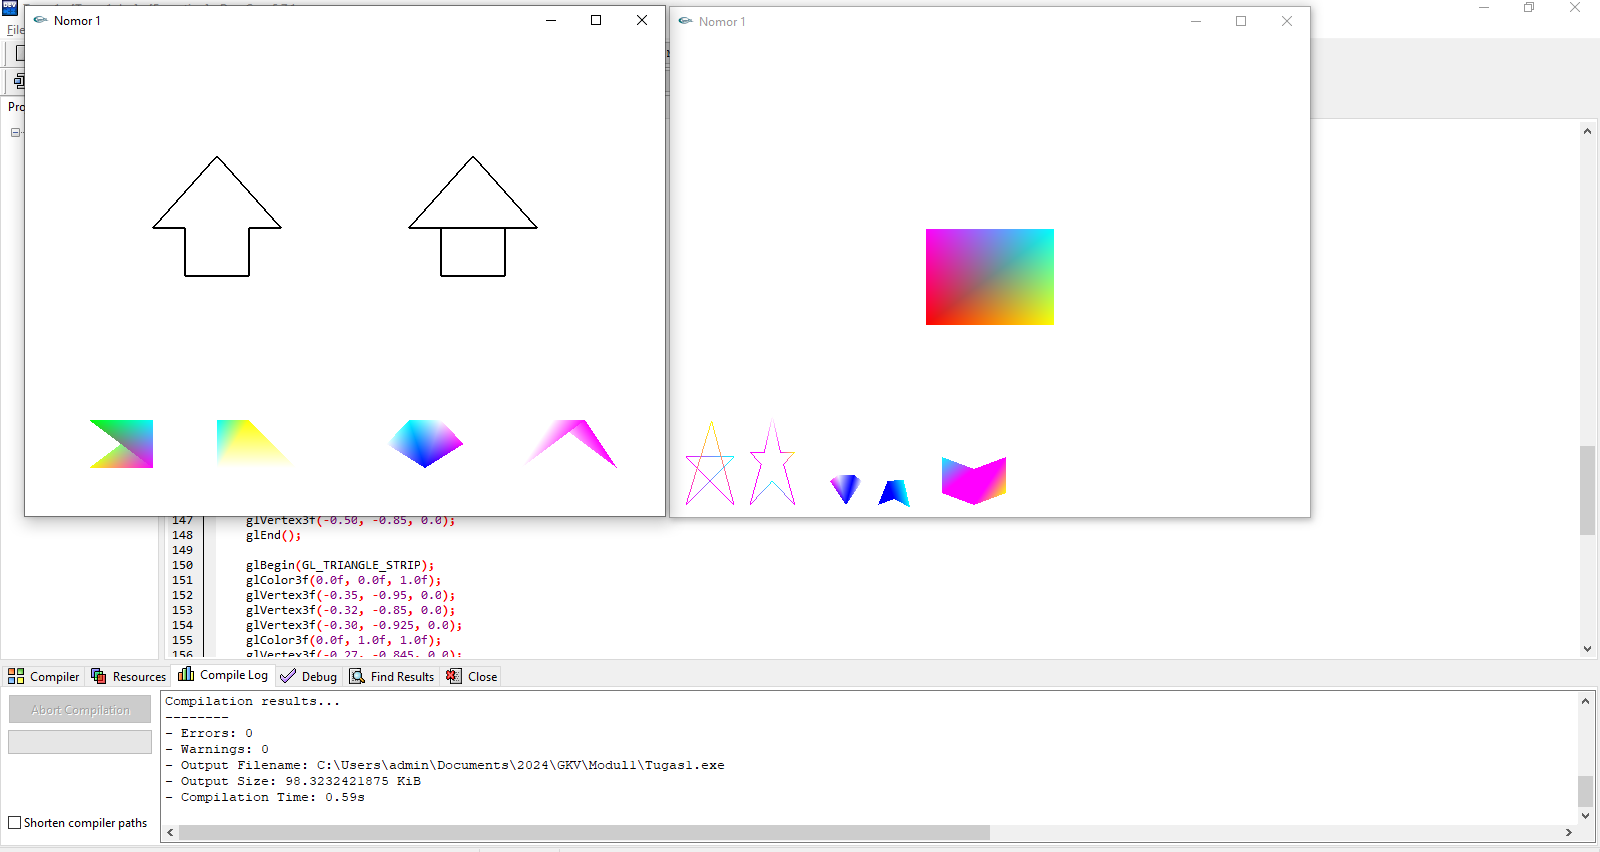 DEV
Nomor 1
Nomor 1
File
Pro
147 glVertex3f(-0.50, -0.85, 0.0);
148 glEnd();
149
150 glBegin(GL_TRIANGLE_STRIP);
151 glColor3f(0.0f, 0.0f, 1.0f);
152 glVertex3f(-0.35, -0.95, 0.0);
153 glVertex3f(-0.32, -0.85, 0.0);
154 glVertex3f(-0.30, -0.925, 0.0);
155 glColor3f(0.0f, 1.0f, 1.0f);
156 glVertex3f(-0.27, -0.845, 0.0);
Compiler Resources Compile Log Debug Find Results Close
Abort Compilation
Shorten compiler paths
Compilation results...
--------
- Errors: 0
- Warnings: 0
- Output Filename: C:\Users\admin\Documents\2024\GKV\Modul1\Tugas1.exe
- Output Size: 98.3232421875 KiB
- Compilation Time: 0.59s